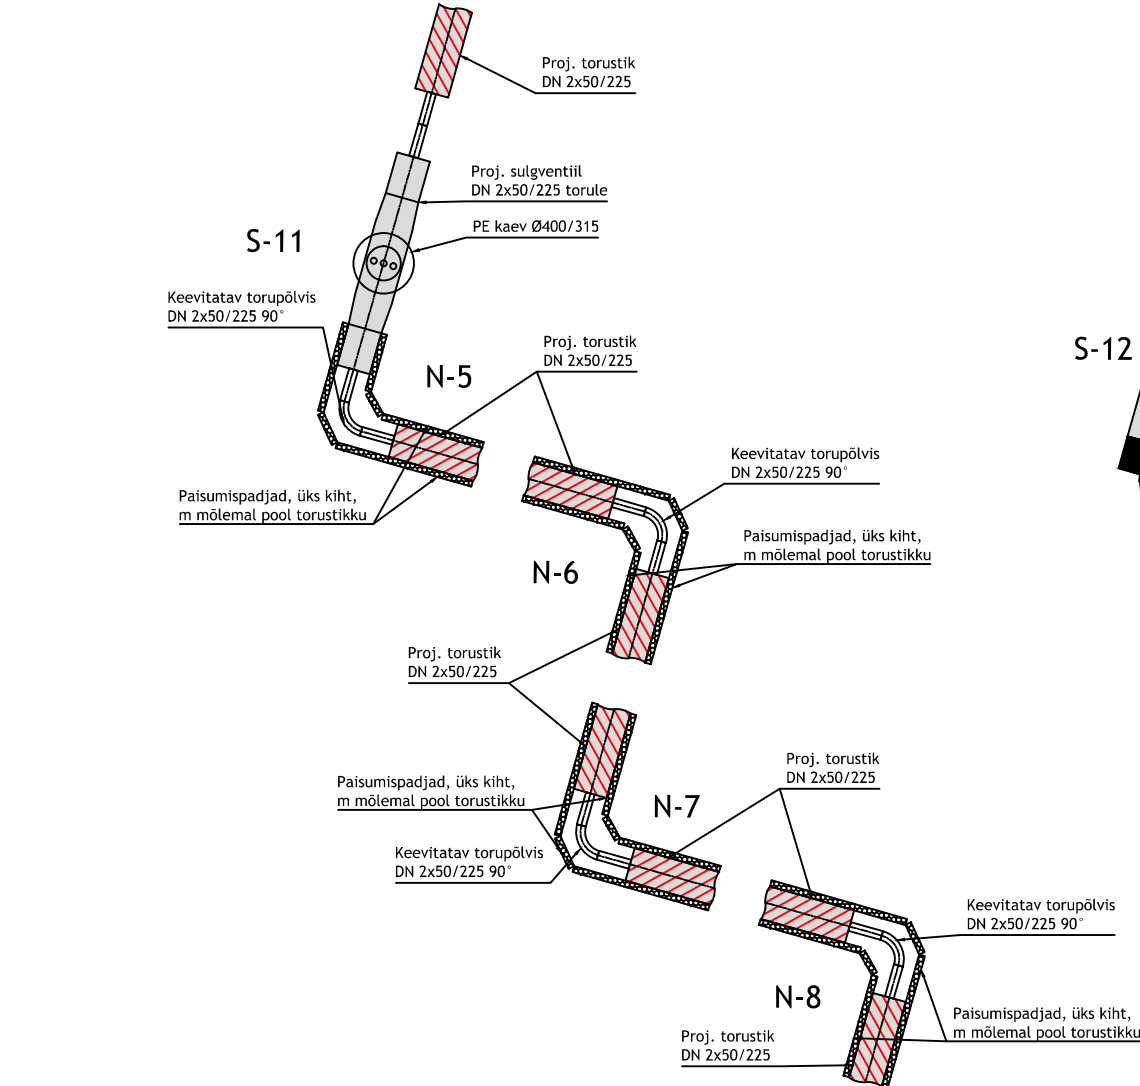 Proj. torustik
DN 2x50/225
Proj. sulgventiil
DN 2x50/225 torule
PE kaev Ø400/315
S-11
Keevitatav torupõlvis
DN 2x50/225 90°
Proj. torustik
DN 2x50/225
S-12
N-5
Keevitatav torupõlvis
DN 2x50/225 90°
Paisumispadjad, üks kiht,
m mõlemal pool torustikku
Paisumispadjad, üks kiht,
m mõlemal pool torustikku
N-6
Proj. torustik
DN 2x50/225
Proj. torustik
DN 2x50/225
Paisumispadjad, üks kiht,
m mõlemal pool torustikku
N-7
Keevitatav torupõlvis
DN 2x50/225 90°
Keevitatav torupõlvis
DN 2x50/225 90°
N-8
Paisumispadjad, üks kiht,
m mõlemal pool torustikku
Proj. torustik
DN 2x50/225